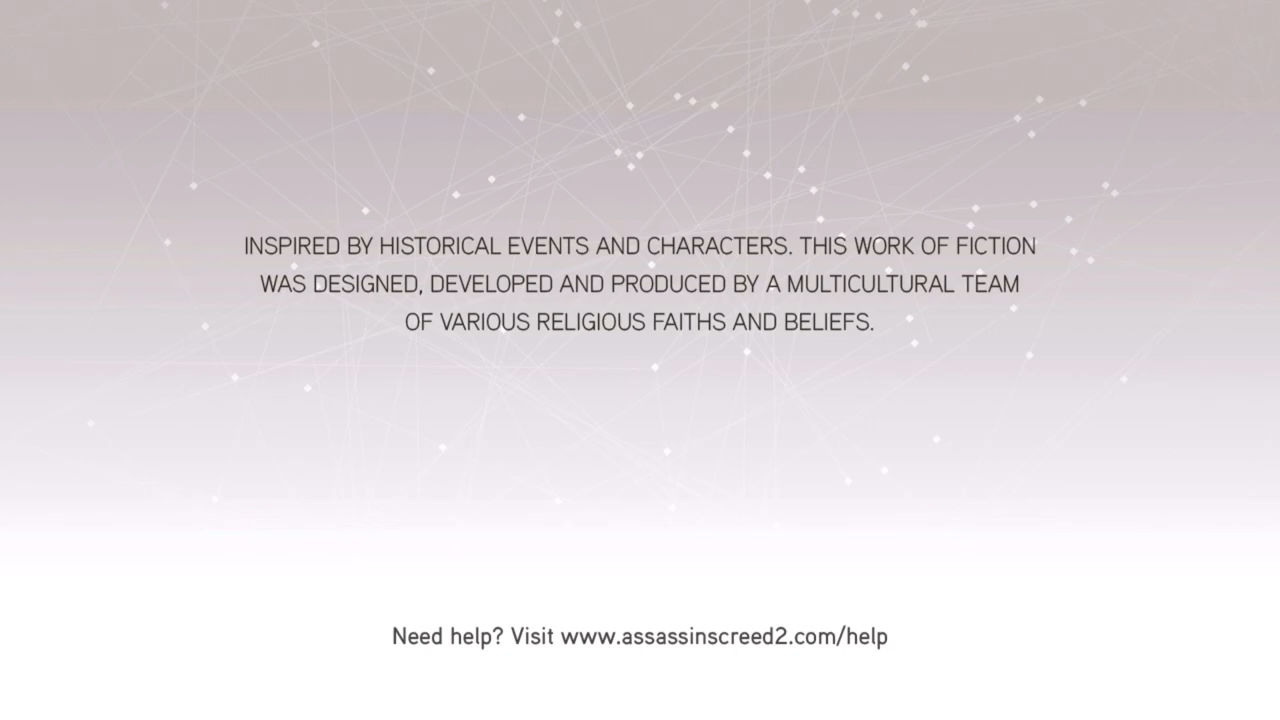 INSPIRED BY HISTORICAL EVENTS AND CHARACTERS. THIS WORK OF FICTION
WAS DESIGNED, DEVELOPED AND PRODUCED BY A MULTICULTURAL TEAM
OF VARIOUS RELIGIOUS FAITHS AND BELIEFS.
Need help? Visit www.assassinscreed2.com/help